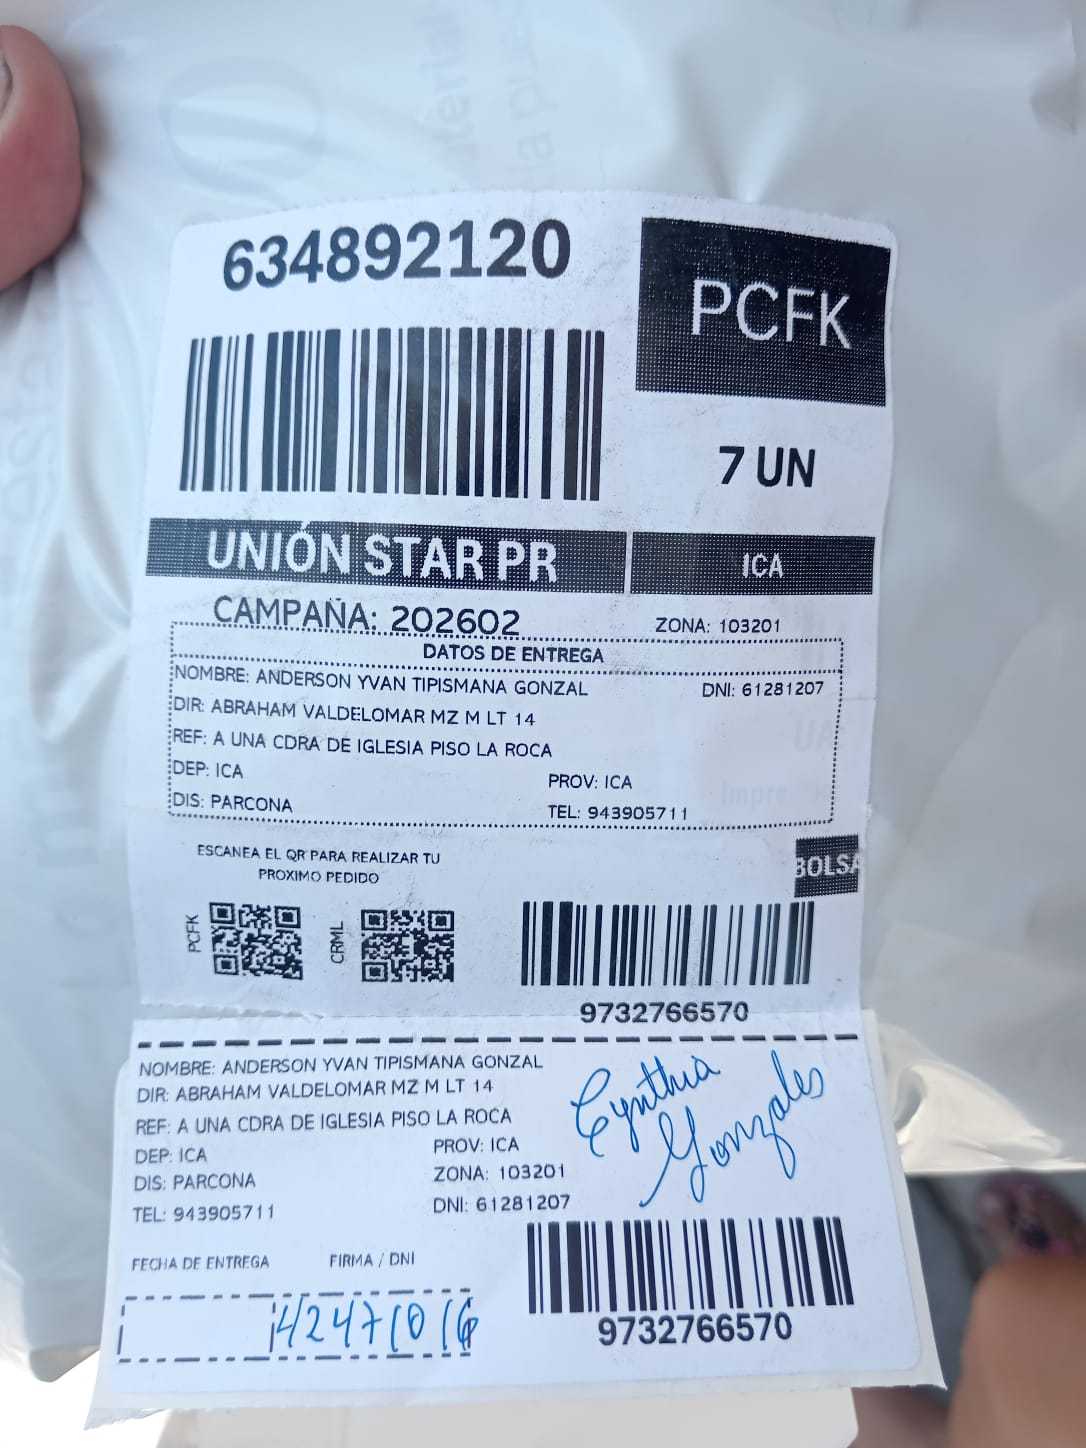 634892120
PCFK
7 UN
UNIÓN STAR PR
ICA
CAMPAÑA: 202602
ZONA: 103201
DATOS DE ENTREGA
NOMBRE: ANDERSON YVAN TIPISMANA GONZAL
DNI: 61281207
DIR: ABRAHAM VALDELOMAR MZ M LT 14
REF: A UNA CDRA DE IGLESIA PISO LA ROCA
DEP: ICA
PROV: ICA
DIS: PARCONA
TEL: 943905711
ESCANEA EL QR PARA REALIZAR TU
PROXIMO PEDIDO
BOLSA
PCFK
CRML
9732766570
NOMBRE: ANDERSON YVAN TIPISMANA GONZAL
DIR: ABRAHAM VALDELOMAR MZ M LT 14
REF: A UNA CDRA DE IGLESIA PISO LA ROCA
DEP: ICA
PROV: ICA
DIS: PARCONA
ZONA: 103201
TEL: 943905711
DNI: 61281207
Cynthia
Gonzales
FECHA DE ENTREGA
FIRMA / DNI
9732766570